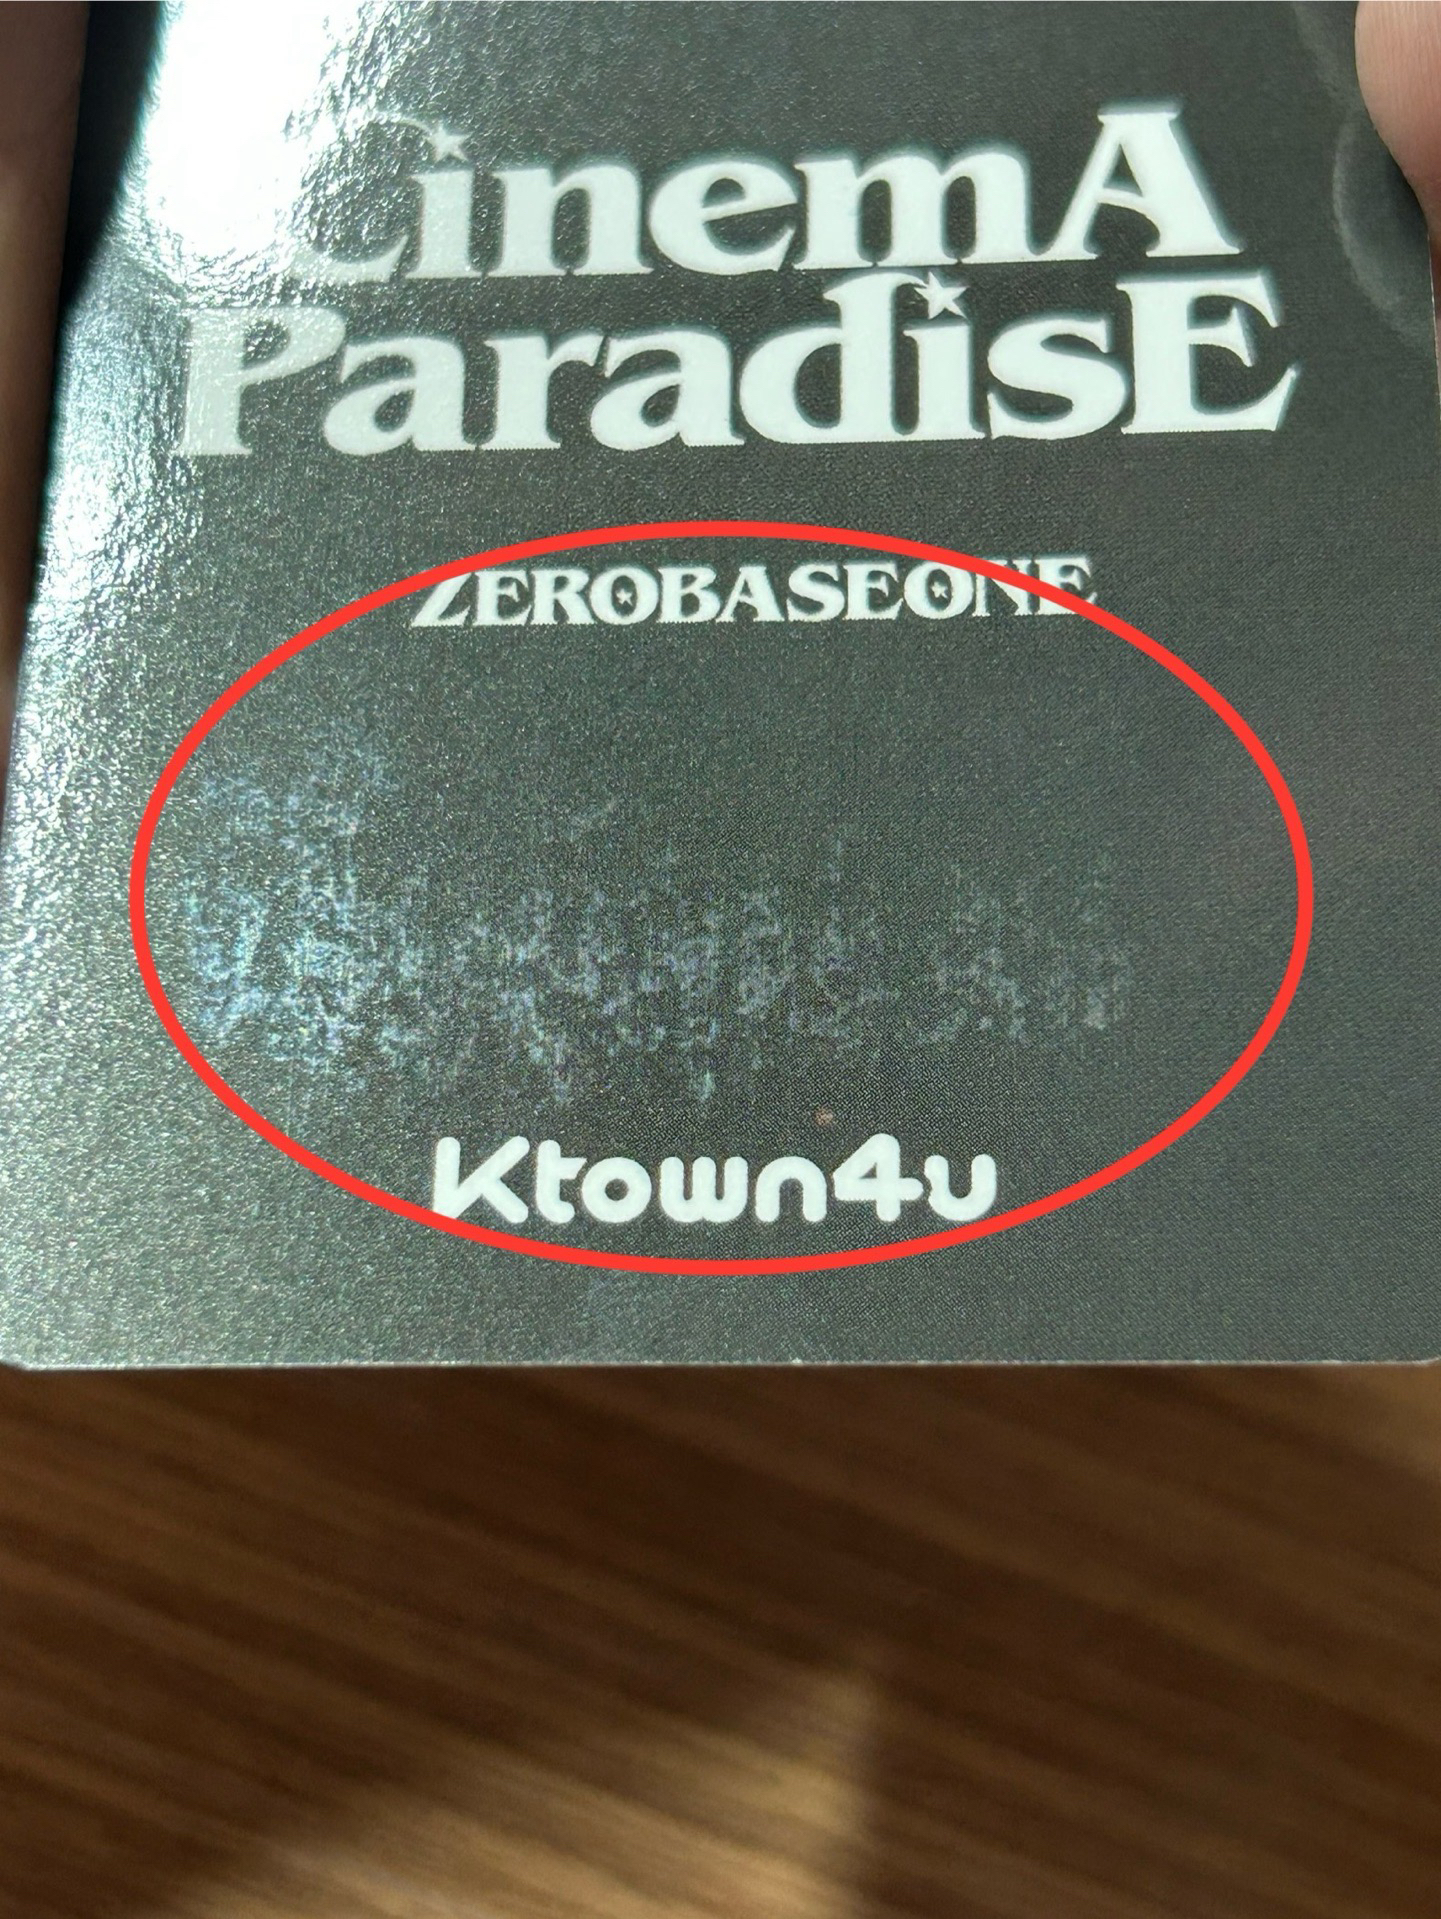 CinemA
ParadisE
ZEROBASEONE
Ktown4u